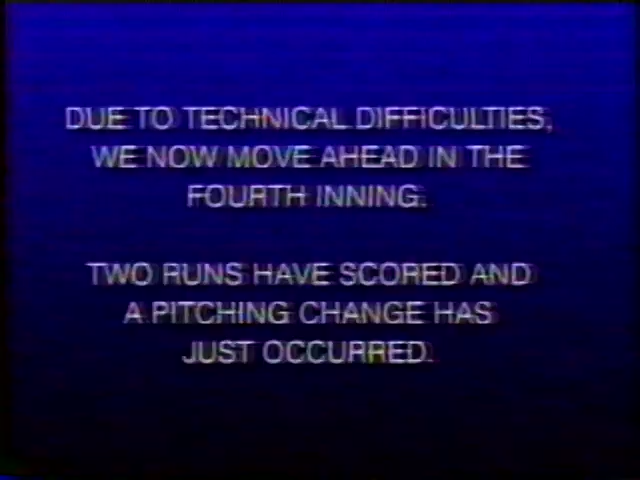 DUE TO TECHNICAL DIFFICULTIES,
WE NOW MOVE AHEAD IN THE
FOURTH INNING.
TWO RUNS HAVE SCORED AND
A PITCHING CHANGE HAS
JUST OCCURRED.